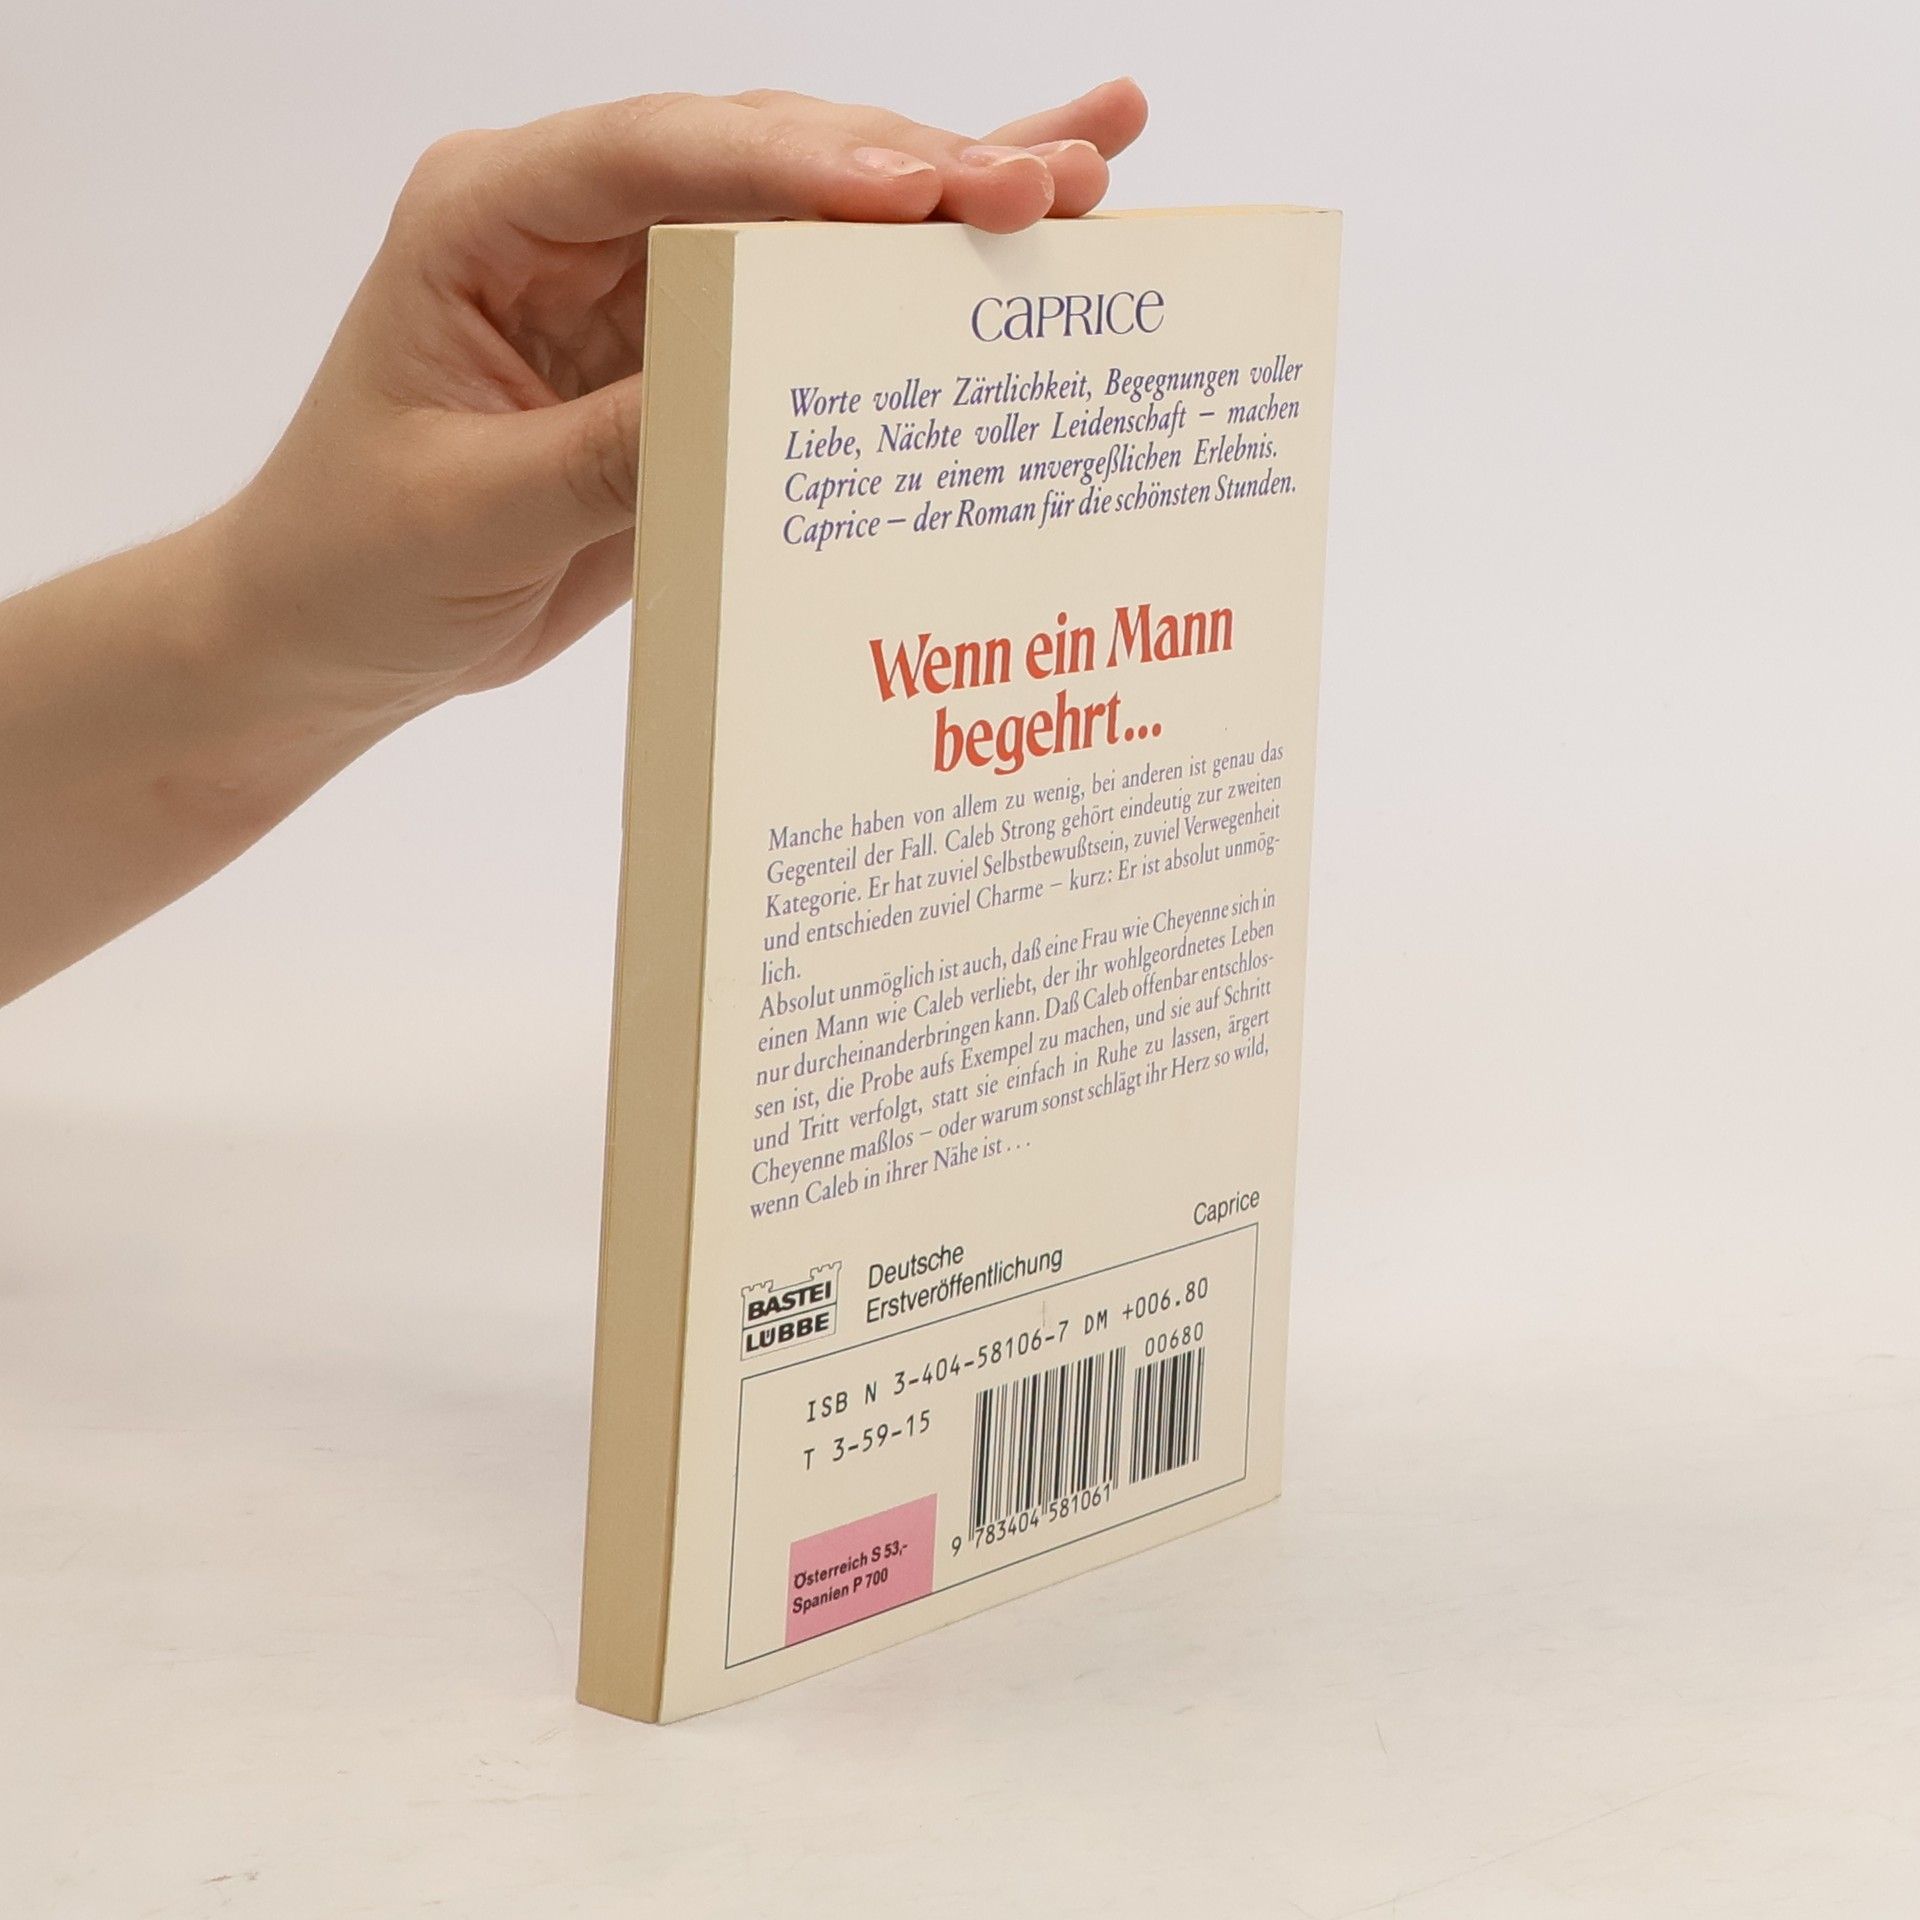 CAPRICE
Worte voller Zärtlichkeit, Begegnungen voller
Liebe, Nächte voller Leidenschaft – machen
Caprice zu einem unvergeßlichen Erlebnis.
Caprice – der Roman für die schönsten Stunden.
Wenn ein Mann
begehrt...
Manche haben von allem zu wenig, bei anderen ist genau das
Gegenteil der Fall. Caleb Strong gehört eindeutig zur zweiten
Kategorie. Er hat zuviel Selbstbewußtsein, zuviel Verwegenheit
und entschieden zuviel Charme – kurz: Er ist absolut unmög-
lich.
Absolut unmöglich ist auch, daß eine Frau wie Cheyenne sich in
einen Mann wie Caleb verliebt, der ihr wohlgeordnetes Leben
nur durcheinanderbringen kann. Daß Caleb offenbar entschlos-
sen ist, die Probe aufs Exempel zu machen, und sie auf Schritt
und Tritt verfolgt, statt sie einfach in Ruhe zu lassen, ärgert
Cheyenne maßlos – oder warum sonst schlägt ihr Herz so wild,
wenn Caleb in ihrer Nähe ist . . .
Caprice
BASTEI
LÜBBE
Deutsche
Erstveröffentlichung
ISB N 3-404-58106-7 DM +006.80
T 3-59-15
00680
9 783404 581061
Österreich S 53,-
Spanien P 700